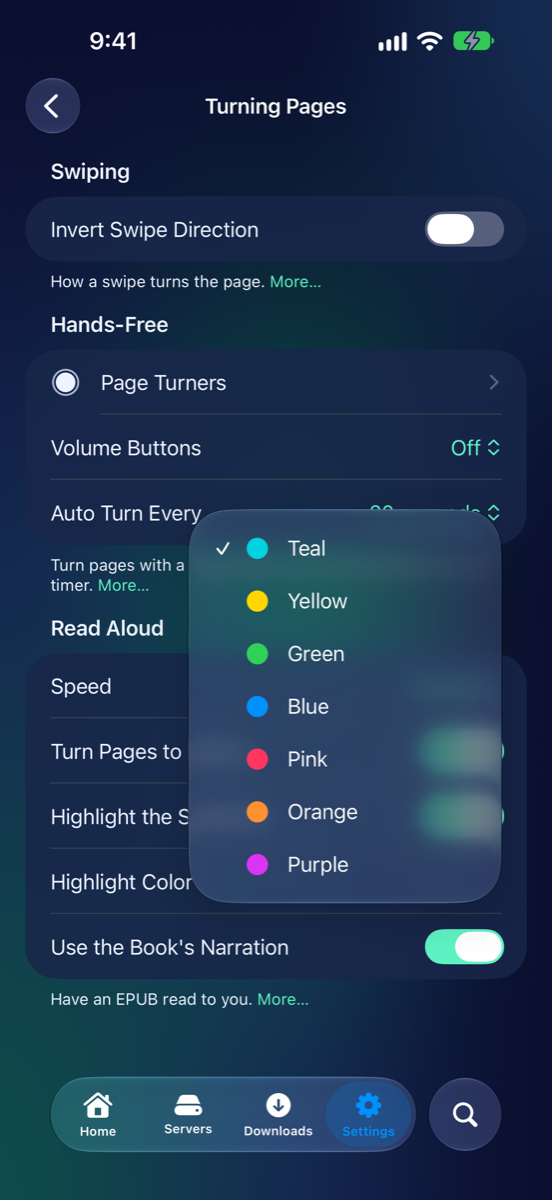 9:41
Turning Pages
Swiping
Invert Swipe Direction
How a swipe turns the page. More...
Hands-Free
Page Turners
Volume Buttons
Off
Auto Turn Every
Turn pages with a
timer. More...
Read Aloud
Speed
Turn Pages to
Highlight the
Highlight Color
Teal
Yellow
Green
Blue
Pink
Orange
Purple
Use the Book's Narration
Have an EPUB read to you. More...
Home
Servers
Downloads
Settings